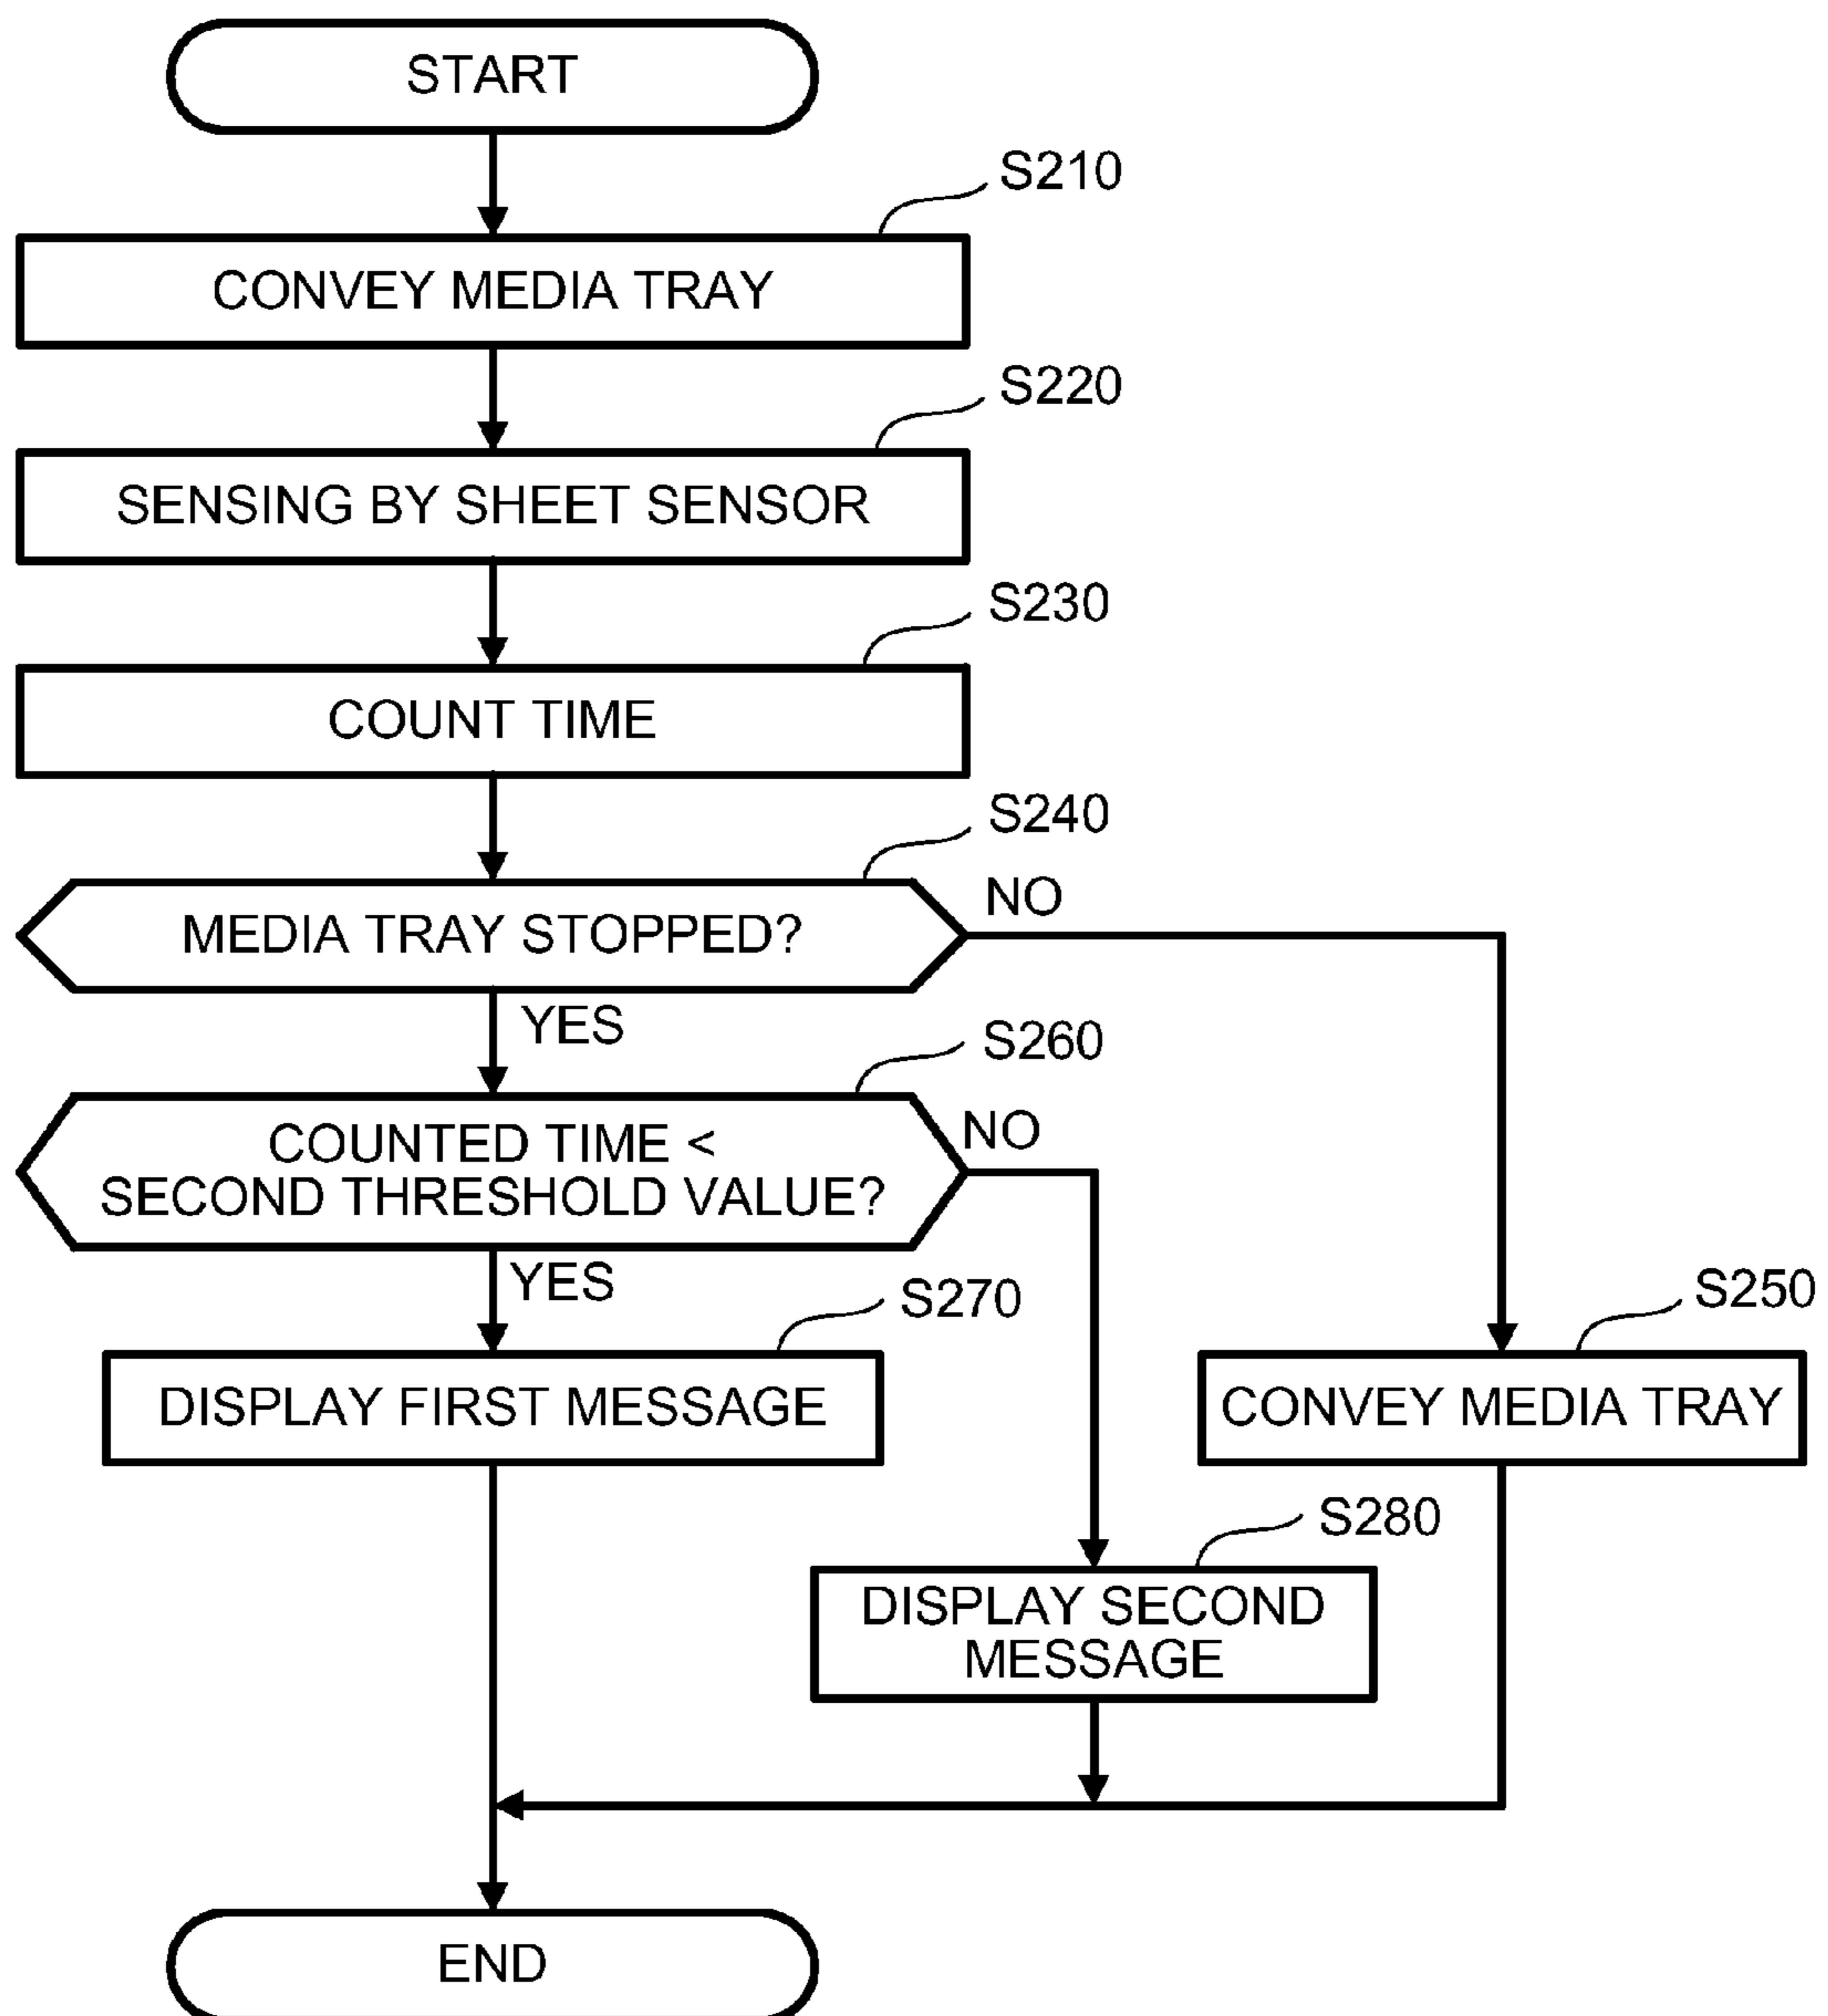 START
S210
CONVEY MEDIA TRAY
S220
SENSING BY SHEET SENSOR
S230
COUNT TIME
S240
MEDIA TRAY STOPPED?
NO
YES
S260
COUNTED TIME <
SECOND THRESHOLD VALUE?
NO
YES
S270
DISPLAY FIRST MESSAGE
S250
CONVEY MEDIA TRAY
S280
DISPLAY SECOND
MESSAGE
END